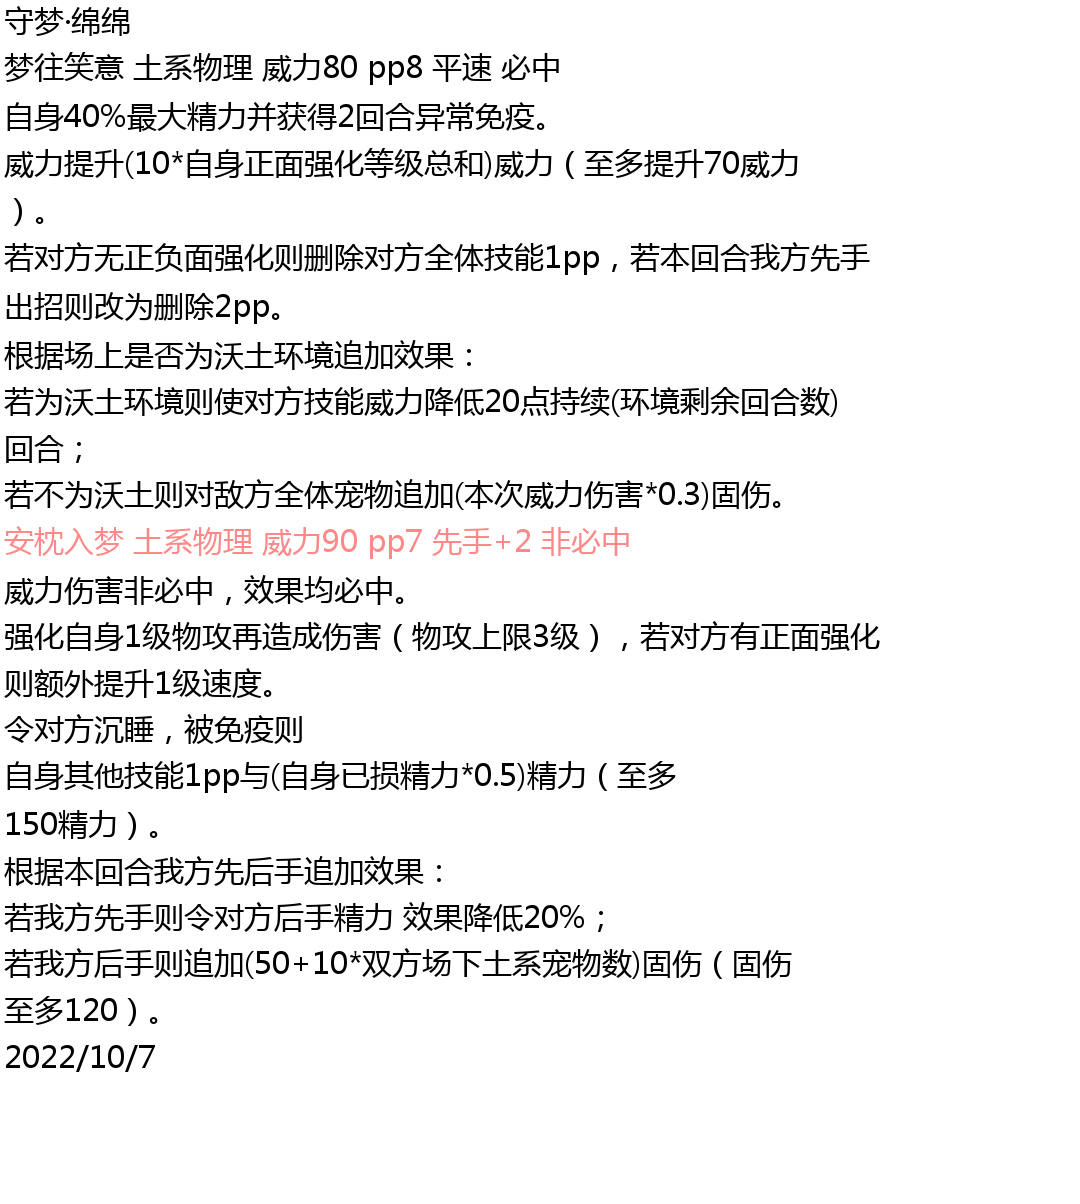 守梦·绵绵
梦往笑意 土系物理 威力80 pp8 平速 必中
自身40%最大精力并获得2回合异常免疫。
威力提升(10*自身正面强化等级总和)威力（至多提升70威力
）。
若对方无正负面强化则删除对方全体技能1pp，若本回合我方先手
出招则改为删除2pp。
根据场上是否为沃土环境追加效果：
若为沃土环境则使对方技能威力降低20点持续(环境剩余回合数)
回合；
若不为沃土则对敌方全体宠物追加(本次威力伤害*0.3)固伤。
安枕入梦 土系物理 威力90 pp7 先手+2 非必中
威力伤害非必中，效果均必中。
强化自身1级物攻再造成伤害（物攻上限3级），若对方有正面强化
则额外提升1级速度。
令对方沉睡，被免疫则
自身其他技能1pp与(自身已损精力*0.5)精力（至多
150精力）。
根据本回合我方先后手追加效果：
若我方先手则令对方后手精力 效果降低20%；
若我方后手则追加(50+10*双方场下土系宠物数)固伤（固伤
至多120）。
2022/10/7